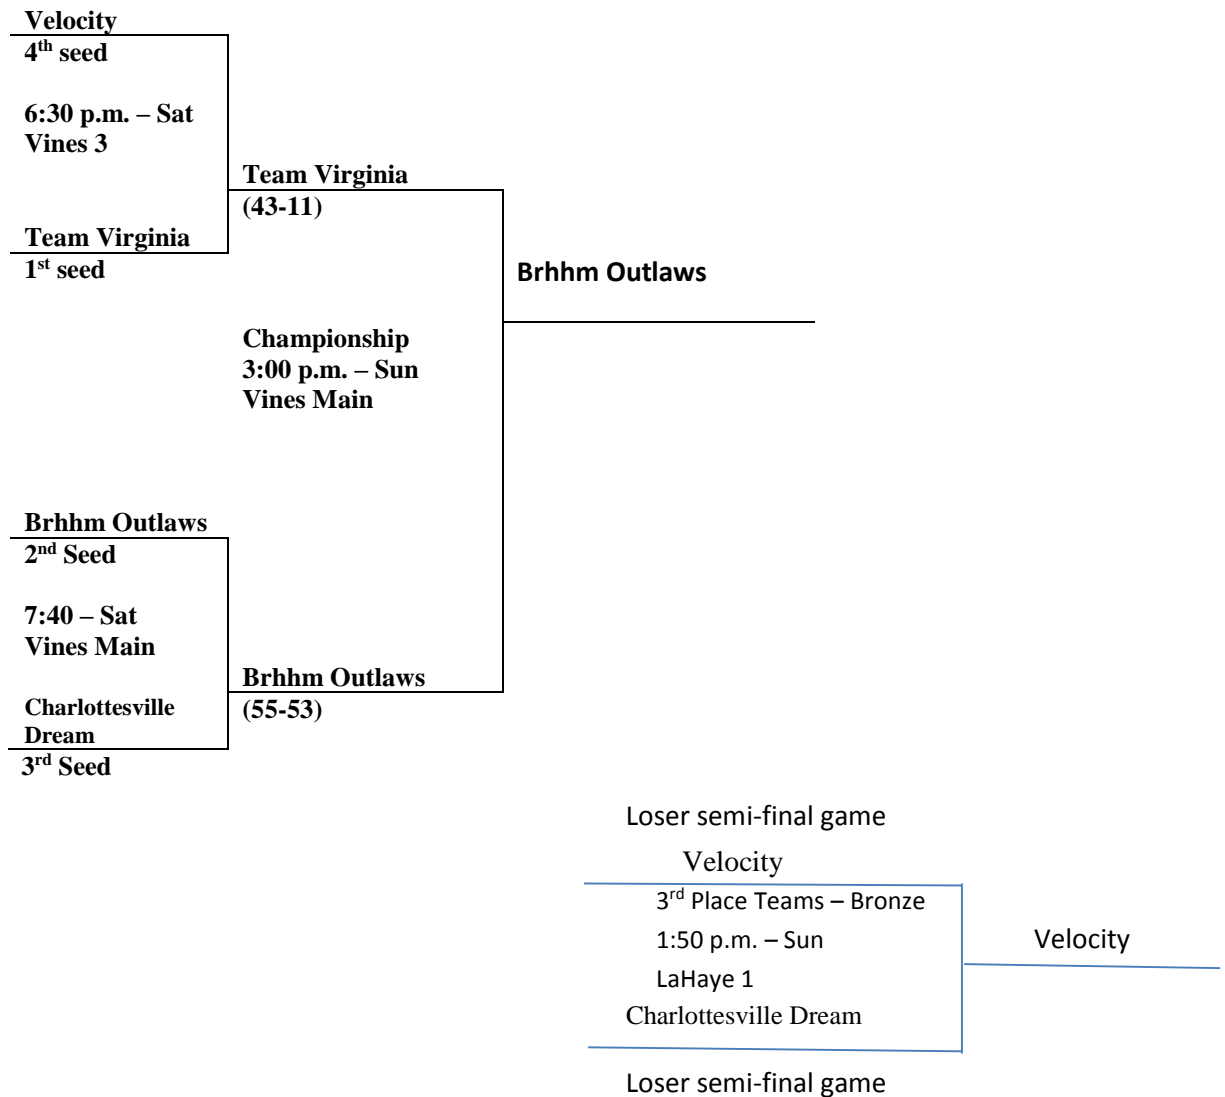 Velocity
4th seed
6:30 p.m. – Sat
Vines 3
Team Virginia
(43-11)
Team Virginia
1st seed
Brhhm Outlaws
Championship
3:00 p.m. – Sun
Vines Main
Brhhm Outlaws
2nd Seed
7:40 – Sat
Vines Main
Brhhm Outlaws
(55-53)
Charlottesville
Dream
3rd Seed
Loser semi-final game
Velocity
3rd Place Teams – Bronze
1:50 p.m. – Sun
Velocity
LaHaye 1
Charlottesville Dream
Loser semi-final game